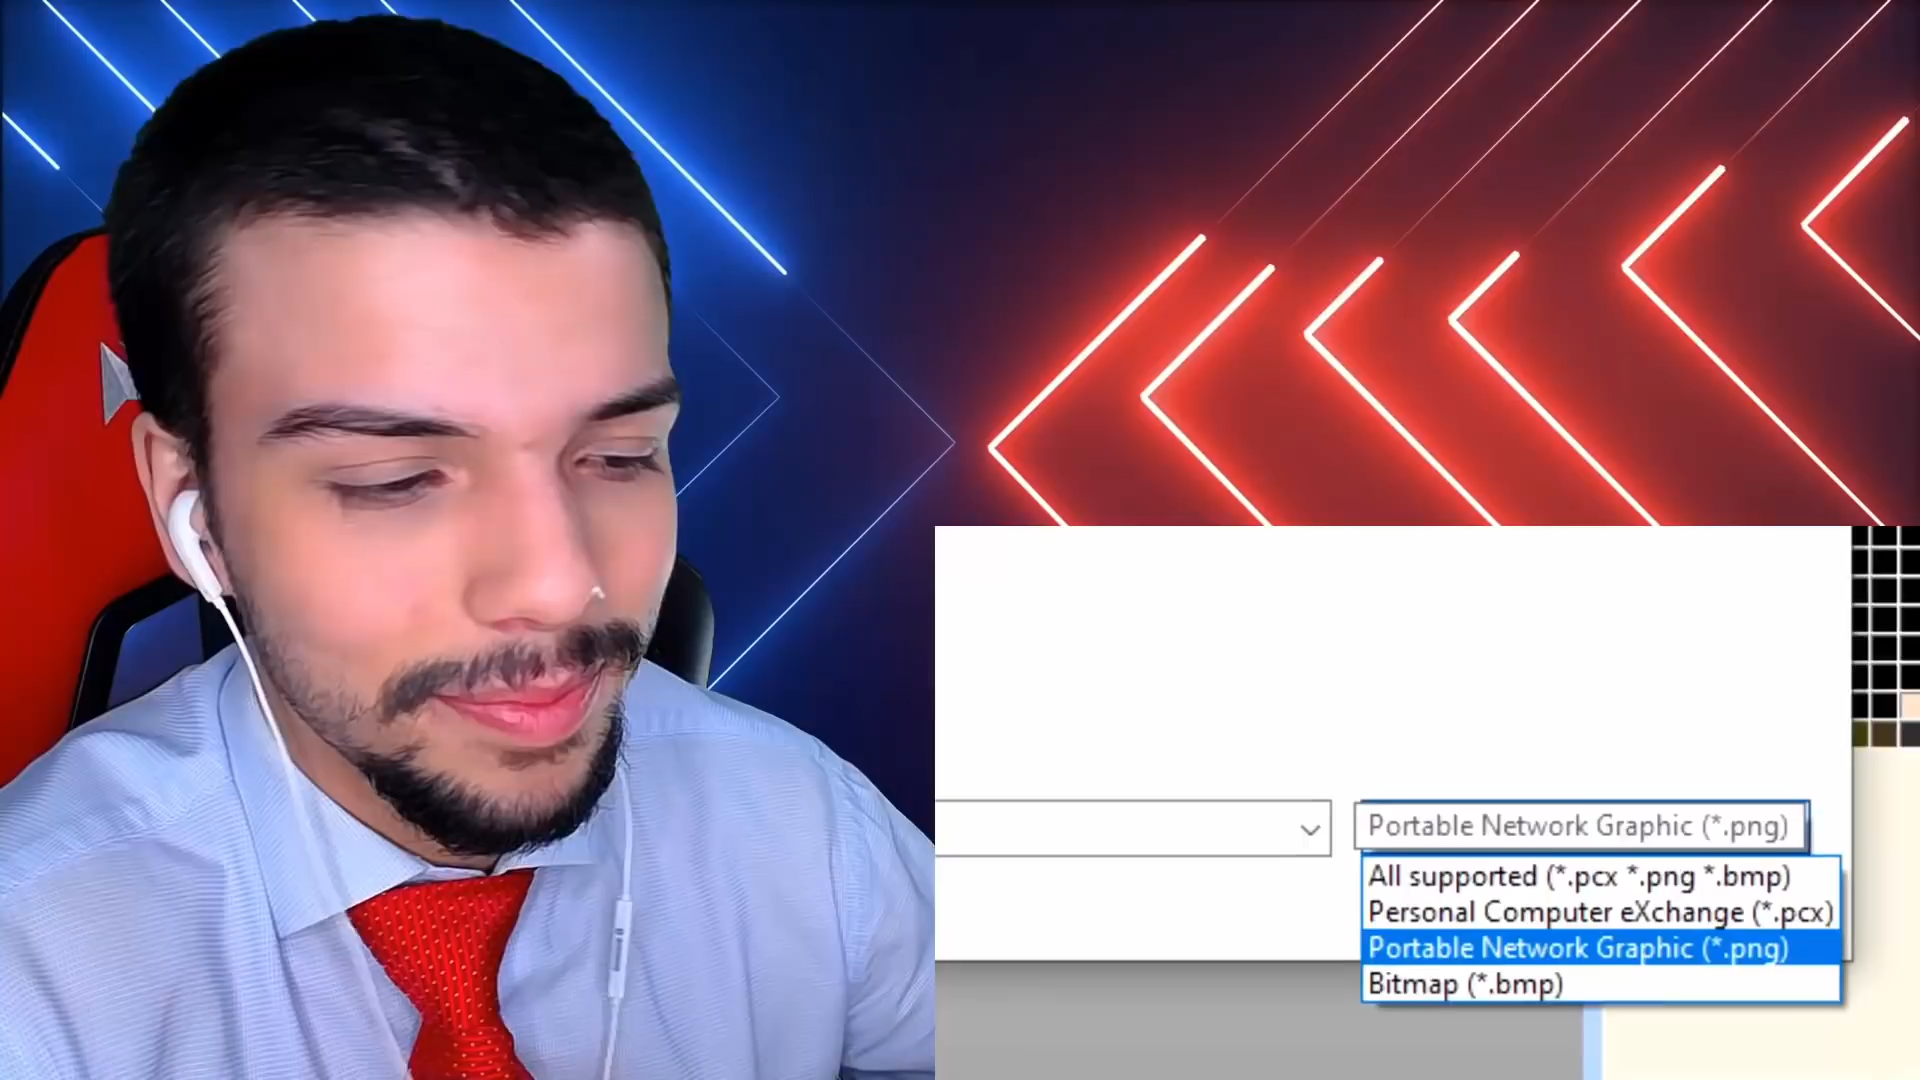 Portable Network Graphic (*.png)
All supported (*.pcx *.png *.bmp)
Personal Computer eXchange (*.pcx)
Portable Network Graphic (*.png)
Bitmap (*.bmp)